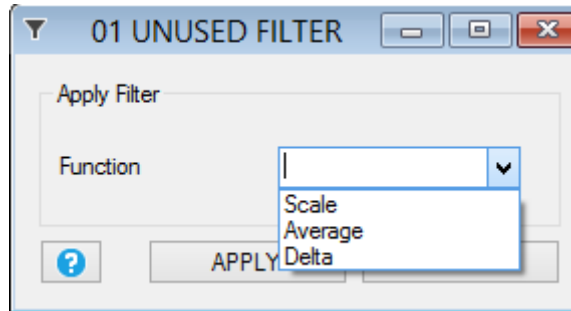 01 UNUSED FILTER
Apply Filter
Function
Scale
Average
Delta
APPLY